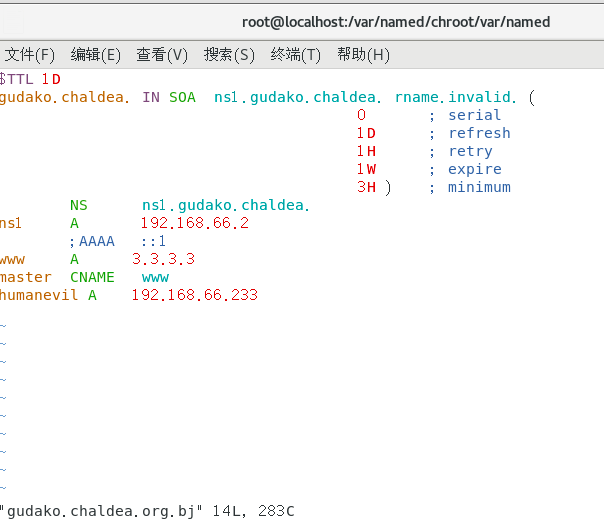 root@localhost:/var/named/chroot/var/named
文件(F) 编辑(E) 查看(V) 搜索(S) 终端(T) 帮助(H)
$TTL 1D
gudako.chaldea. IN SOA  ns1.gudako.chaldea. rname.invalid. (
                                        0       ; serial
                                        1D      ; refresh
                                        1H      ; retry
                                        1W      ; expire
                                        3H )    ; minimum
        NS      ns1.gudako.chaldea.
ns1     A       192.168.66.2
        ;AAAA   ::1
www     A      3.3.3.3
master  CNAME   www
humanevil A    192.168.66.233
~
~
~
~
~
~
~
~
~
~
"gudako.chaldea.org.bj" 14L, 283C